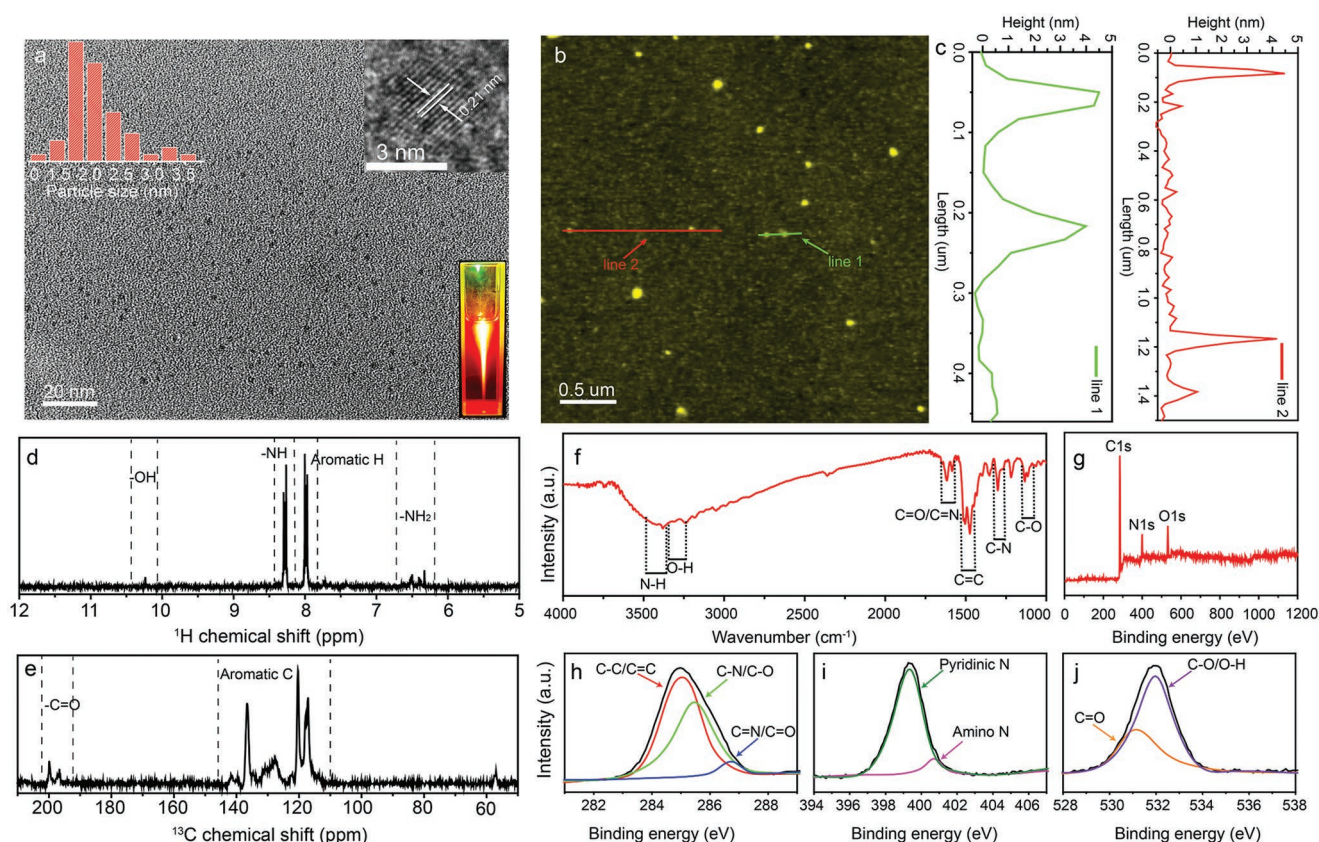 a
0 1.5 2.0 2.5 3.0 3.5
Particle size (nm)
0.21 nm
3 nm
20 nm
b
line 2
line 1
0.5 um
c
Height (nm)
0 1 2 3 4 5
Length (um)
0.0
0.1
0.2
0.3
0.4
line 1
Height (nm)
0 1 2 3 4 5
Length (um)
0.0
0.2
0.4
0.6
0.8
1.0
1.2
1.4
line 2
d
-OH
-NH
Aromatic H
-NH₂
12 11 10 9 8 7 6 5
¹H chemical shift (ppm)
e
-C=O
Aromatic C
210 180 150 120 90 60
¹³C chemical shift (ppm)
f
Intensity (a.u.)
N-H
O-H
C=O/C=N
C=C
C-N
C-O
4000 3500 3000 2500 2000 1500 1000
Wavenumber (cm⁻¹)
g
C1s
N1s
O1s
0 200 400 600 800 1000 1200
Binding energy (eV)
h
Intensity (a.u.)
C-C/C=C
C-N/C-O
C=N/C=O
282 284 286 288
Binding energy (eV)
i
Pyridinic N
Amino N
394 396 398 400 402 404 406
Binding energy (eV)
j
C-O/O-H
C=O
528 530 532 534 536 538
Binding energy (eV)